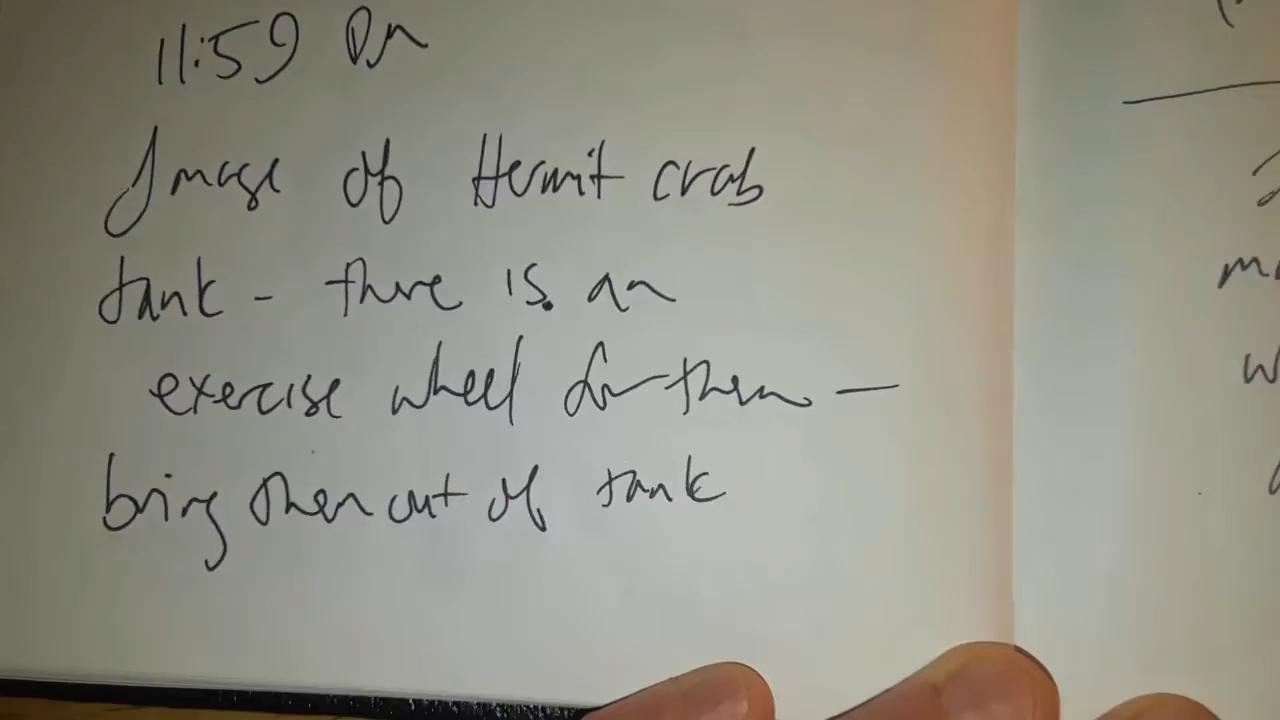 11:59 Pm
Image of Hermit crab
tank - there is an
exercise wheel for them —
bring them out of tank